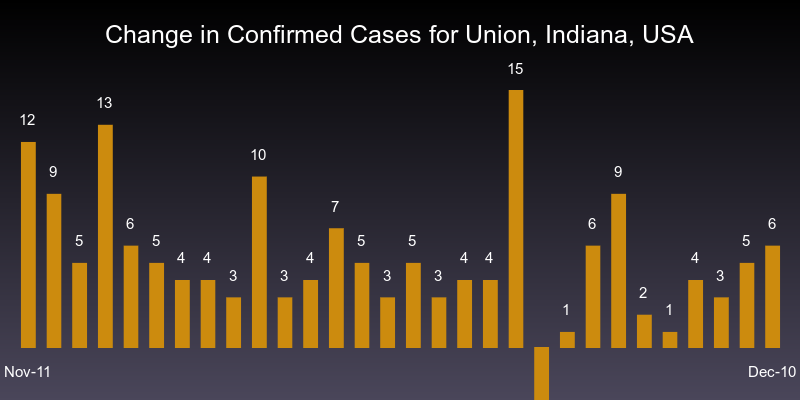 Change in Confirmed Cases for Union, Indiana, USA
12 9 5 13 6 5 4 4 3 10 3 4 7 5 3 5 3 4 4 15 1 6 9 2 1 4 3 5 6
Nov-11 Dec-10